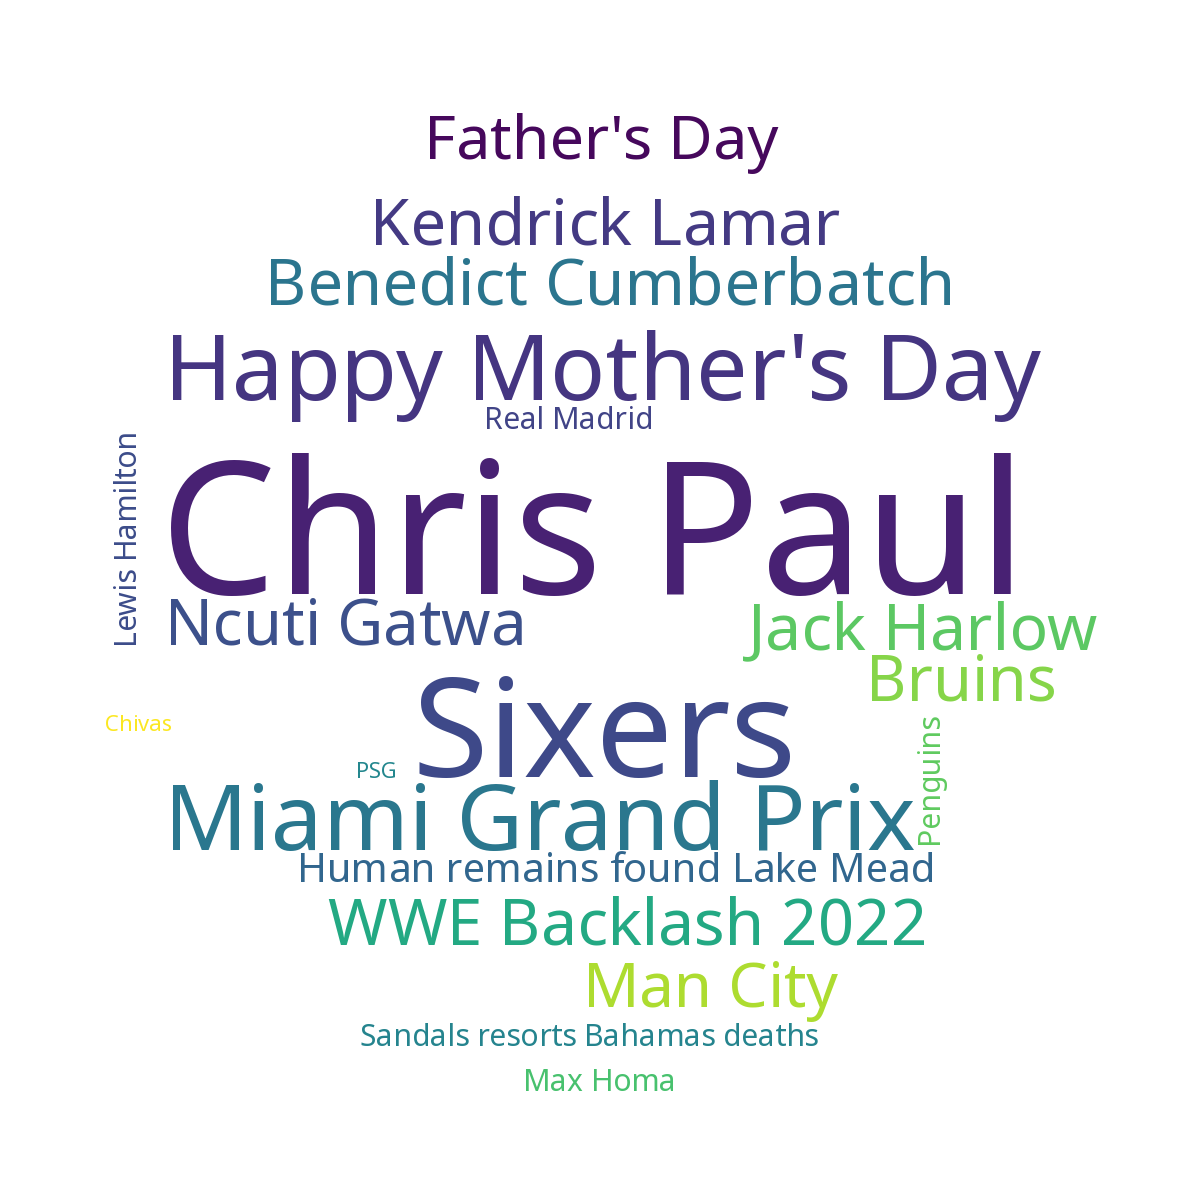 Father's Day
Kendrick Lamar
Benedict Cumberbatch
Happy Mother's Day
Real Madrid
Lewis Hamilton
Chris Paul
Ncuti Gatwa
Jack Harlow
Bruins
Sixers
Chivas
PSG
Penguins
Miami Grand Prix
Human remains found Lake Mead
WWE Backlash 2022
Man City
Sandals resorts Bahamas deaths
Max Homa